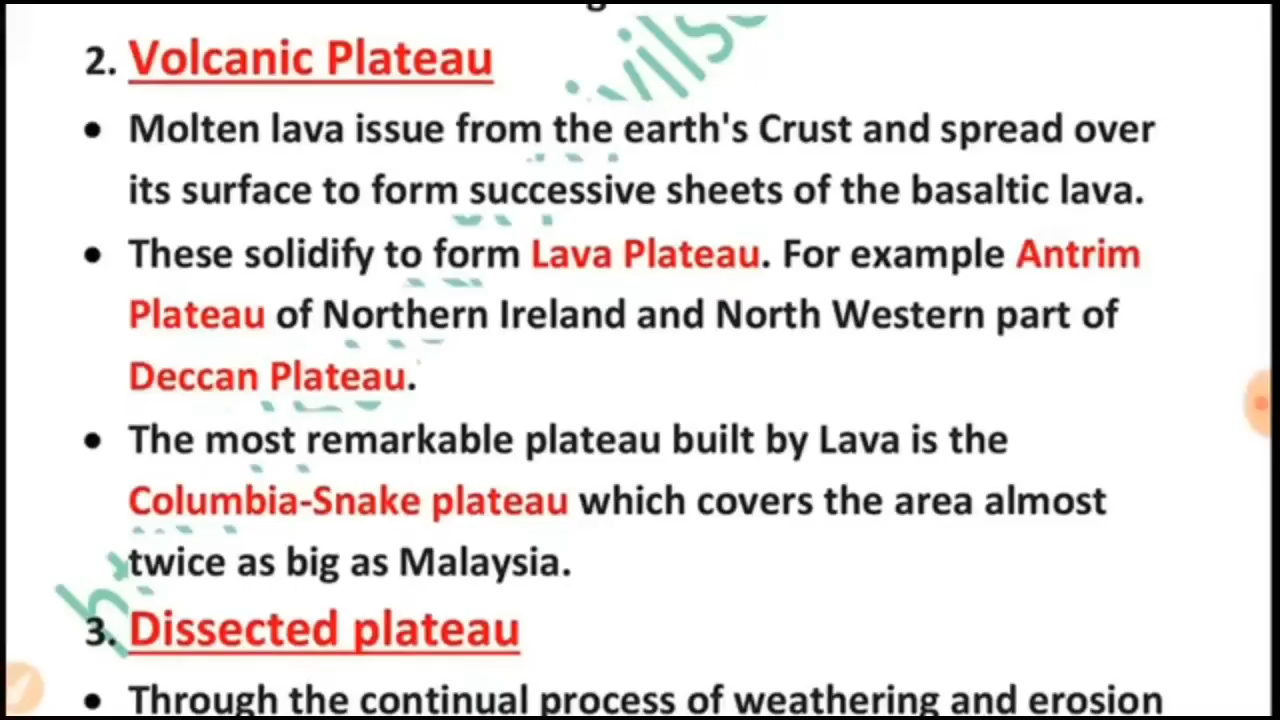 2. Volcanic Plateau
• Molten lava issue from the earth's Crust and spread over
its surface to form successive sheets of the basaltic lava.
• These solidify to form Lava Plateau. For example Antrim
Plateau of Northern Ireland and North Western part of
Deccan Plateau.
• The most remarkable plateau built by Lava is the
Columbia-Snake plateau which covers the area almost
twice as big as Malaysia.
3. Dissected plateau
• Through the continual process of weathering and erosion